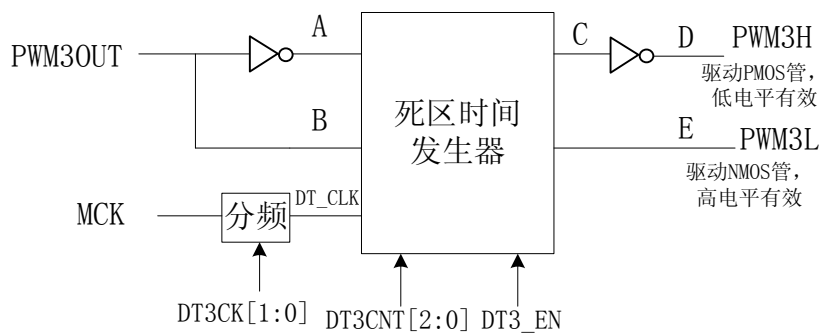 A
C
D
PWM3H
PWM3OUT
驱动PMOS管，
低电平有效
死区时间
发生器
B
E
PWM3L
驱动NMOS管，
高电平有效
MCK
分频
DT_CLK
DT3CK[1:0]
DT3CNT[2:0]
DT3_EN